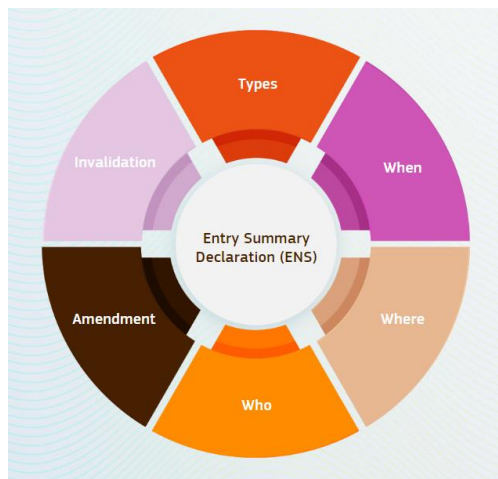 Types
When
Where
Who
Amendment
Invalidation
Entry Summary
Declaration (ENS)